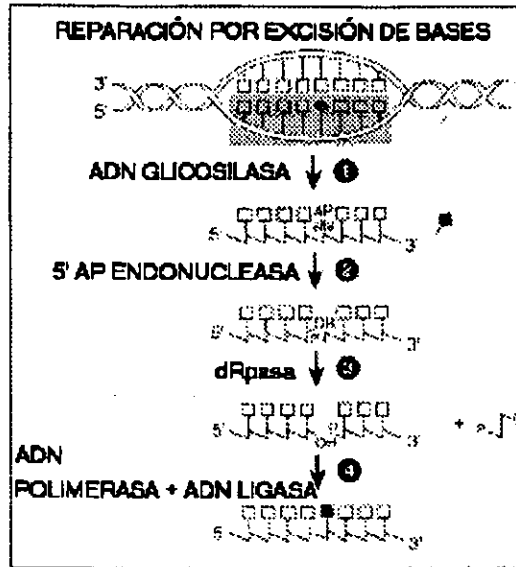 REPARACIÓN POR EXCISIÓN DE BASES
3'
5'
ADN GLICOSILASA 1
AP
5' 3'
5' AP ENDONUCLEASA 2
5' 3'
dRpasa 3
5' OH P 3' +
ADN 4
POLIMERASA + ADN LIGASA
5 3'